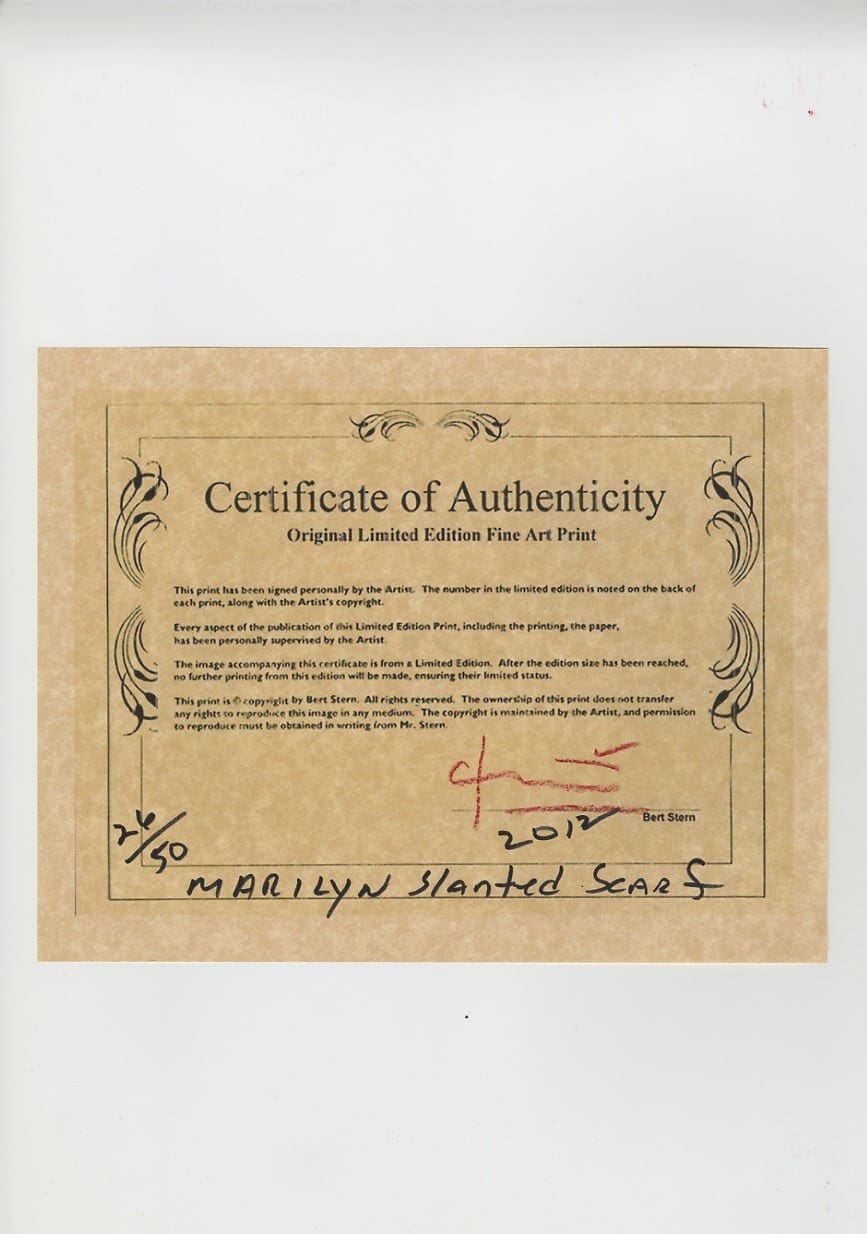 Certificate of Authenticity
Original Limited Edition Fine Art Print
This print has been signed personally by the Artist. The number in the limited edition is noted on the back of
each print, along with the Artist's copyright.
Every aspect of the publication of this Limited Edition Print, including the printing, the paper,
has been personally supervised by the Artist.
The image accompanying this certificate is from a Limited Edition. After the edition size has been reached,
no further printing from this edition will be made, ensuring their limited status.
This print is © copyright by Bert Stern. All rights reserved. The ownership of this print does not transfer
any rights to reproduce this image in any medium. The copyright is maintained by the Artist, and permission
to reproduce must be obtained in writing from Mr. Stern.
Bert Stern
2012
26/50
MARILYN Slanted SCARf